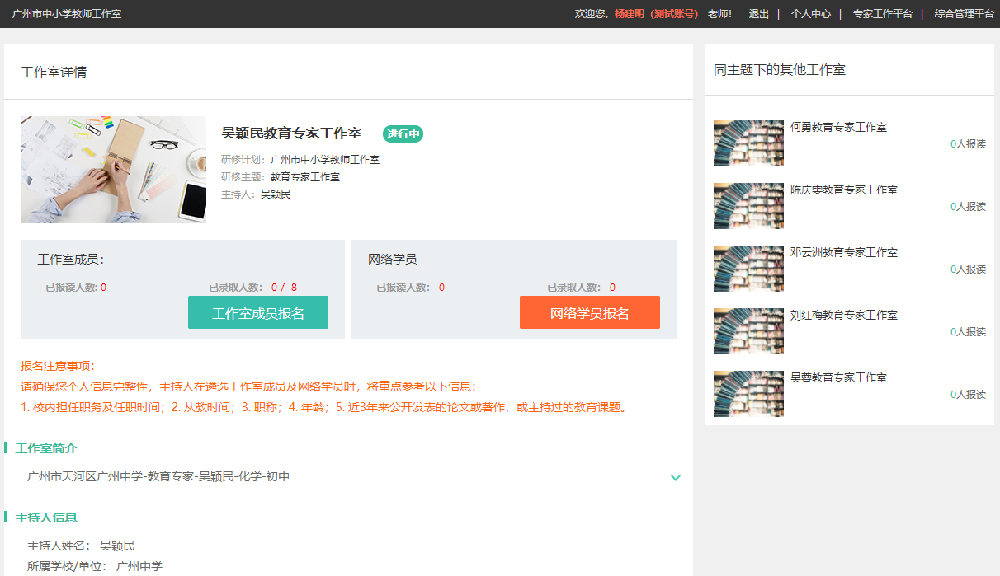 广州市中小学教师工作室
欢迎您，杨建明（测试账号） 老师！ 退出 | 个人中心 | 专家工作平台 | 综合管理平台
工作室详情
吴颖民教育专家工作室 进行中
研修计划：广州市中小学教师工作室
研修主题：教育专家工作室
主持人：吴颖民
工作室成员：
已报读人数: 0 已录取人数： 0 / 8
工作室成员报名
网络学员
已报读人数： 0 已录取人数： 0
网络学员报名
报名注意事项：
请确保您个人信息完整性，主持人在遴选工作室成员及网络学员时，将重点参考以下信息：
1. 校内担任职务及任职时间；2. 从教时间；3. 职称；4. 年龄；5. 近3年来公开发表的论文或著作，或主持过的教育课题。
工作室简介
广州市天河区广州中学-教育专家-吴颖民-化学-初中
主持人信息
主持人姓名： 吴颖民
所属学校/单位： 广州中学
同主题下的其他工作室
何勇教育专家工作室
0人报读
陈庆雯教育专家工作室
0人报读
邓云洲教育专家工作室
0人报读
刘红梅教育专家工作室
0人报读
吴蓉教育专家工作室
0人报读